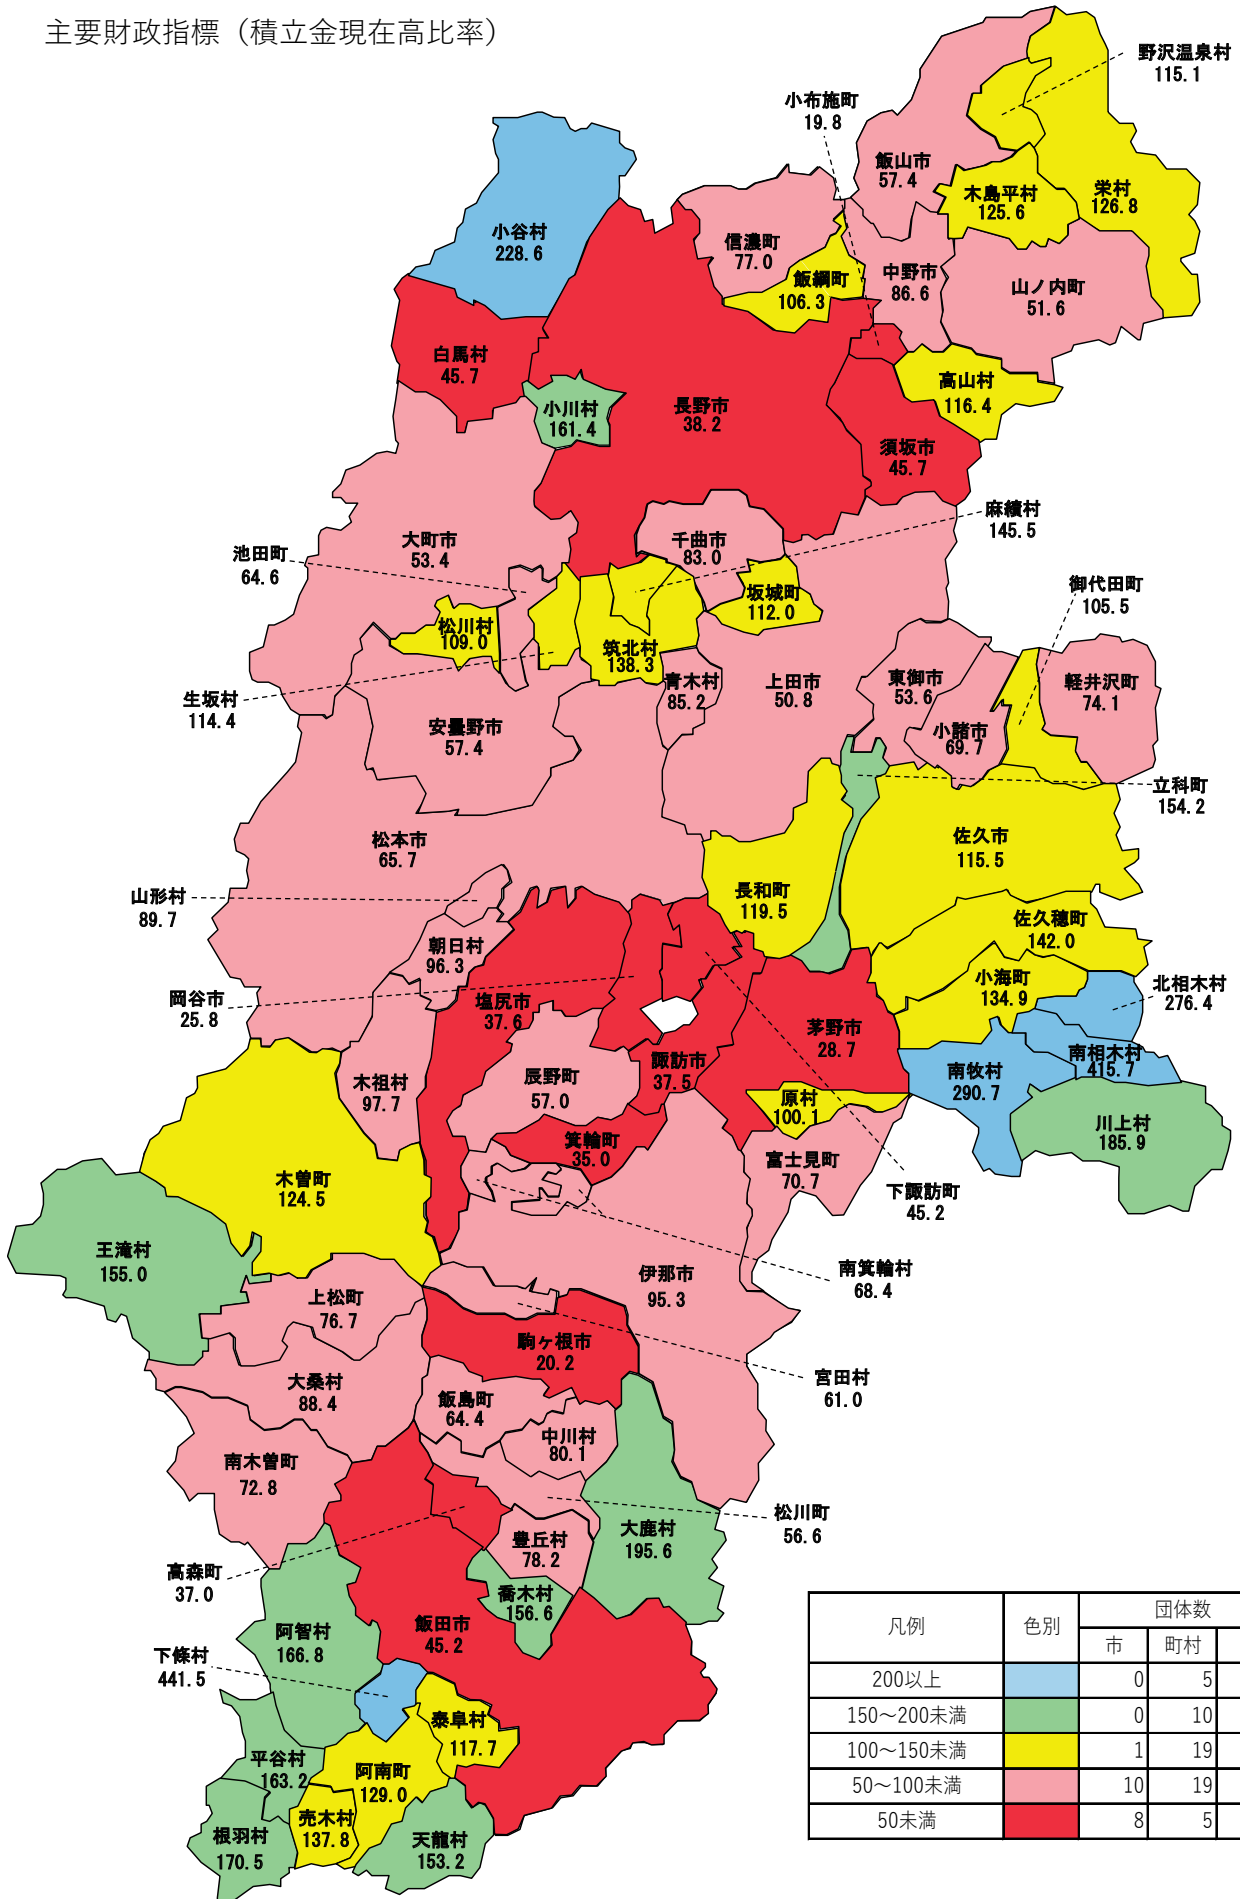 主要財政指標（積立金現在高比率）
野沢温泉村
115.1
小布施町
19.8
飯山市
57.4
木島平村
125.6
栄村
126.8
小谷村
228.6
信濃町
77.0
飯綱町
106.3
中野市
86.6
山ノ内町
51.6
白馬村
45.7
小川村
161.4
長野市
38.2
高山村
116.4
須坂市
45.7
麻績村
145.5
大町市
53.4
千曲市
83.0
池田町
64.6
坂城町
112.0
御代田町
105.5
松川村
109.0
筑北村
138.3
生坂村
114.4
青木村
85.2
上田市
50.8
東御市
53.6
軽井沢町
74.1
安曇野市
57.4
小諸市
69.7
立科町
154.2
松本市
65.7
佐久市
115.5
山形村
89.7
長和町
119.5
朝日村
96.3
佐久穂町
142.0
岡谷市
25.8
塩尻市
37.6
小海町
134.9
北相木村
276.4
茅野市
28.7
諏訪市
37.5
南牧村
290.7
南相木村
415.7
木祖村
97.7
辰野町
57.0
原村
100.1
川上村
185.9
箕輪町
35.0
富士見町
70.7
木曽町
124.5
下諏訪町
45.2
王滝村
155.0
伊那市
95.3
南箕輪村
68.4
上松町
76.7
駒ヶ根市
20.2
宮田村
61.0
大桑村
88.4
飯島町
64.4
中川村
80.1
南木曽町
72.8
松川町
56.6
大鹿村
195.6
豊丘村
78.2
高森町
37.0
喬木村
156.6
阿智村
166.8
飯田市
45.2
下條村
441.5
泰阜村
117.7
平谷村
163.2
阿南町
129.0
売木村
137.8
根羽村
170.5
天龍村
153.2
凡例 色別 団体数
市 町村
200以上 0 5
150～200未満 0 10
100～150未満 1 19
50～100未満 10 19
50未満 8 5